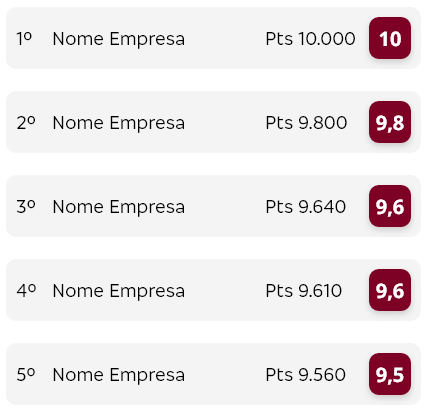 1º Nome Empresa Pts 10.000 10
2º Nome Empresa Pts 9.800 9,8
3º Nome Empresa Pts 9.640 9,6
4º Nome Empresa Pts 9.610 9,6
5º Nome Empresa Pts 9.560 9,5